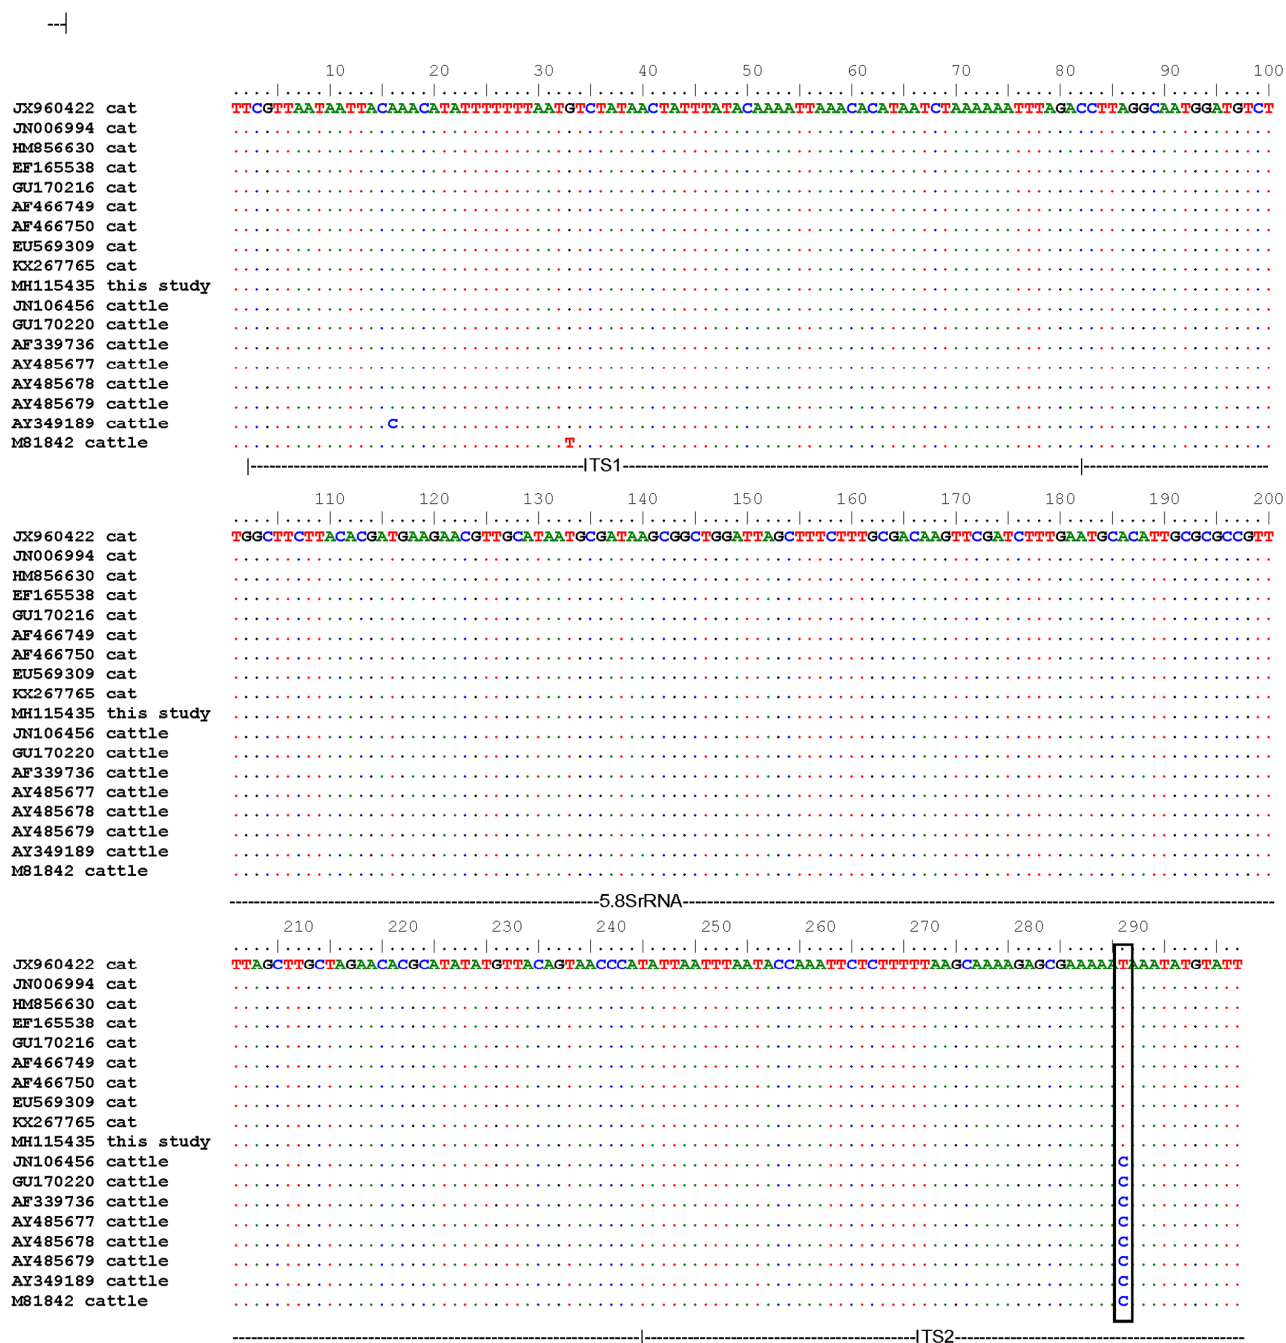 10 20 30 40 50 60 70 80 90 100
JX960422 cat TTCGTTAATAATTACAAACATATTTTTTTAATGTCTATAACTATTTATACAAAATTAAACACATAATCTAAAAAATTTAGACCTTAGGCAATGGATGTCT
JN006994 cat
HM856630 cat
EF165538 cat
GU170216 cat
AF466749 cat
AF466750 cat
EU569309 cat
KX267765 cat
MH115435 this study
JN106456 cattle
GU170220 cattle
AF339736 cattle
AY485677 cattle
AY485678 cattle
AY485679 cattle
AY349189 cattle C
M81842 cattle T
ITS1
110 120 130 140 150 160 170 180 190 200
JX960422 cat TGGCTTCTTACACGATGAAGAACGTTGCATAATGCGATAAGCGGCTGGATTAGCTTTCTTTGCGACAAGTTCGATCTTTGAATGCACATTGCGCGCCGTT
JN006994 cat
HM856630 cat
EF165538 cat
GU170216 cat
AF466749 cat
AF466750 cat
EU569309 cat
KX267765 cat
MH115435 this study
JN106456 cattle
GU170220 cattle
AF339736 cattle
AY485677 cattle
AY485678 cattle
AY485679 cattle
AY349189 cattle
M81842 cattle
5.8SrRNA
210 220 230 240 250 260 270 280 290
JX960422 cat TTAGCTTGCTAGAACACGCATATATGTTACAGTAACCCATATTAATTTAATACCAAATTCTCTTTTTAAGCAAAAGAGCGAAAAATAAATATGTATT
JN006994 cat
HM856630 cat
EF165538 cat
GU170216 cat
AF466749 cat
AF466750 cat
EU569309 cat
KX267765 cat
MH115435 this study
JN106456 cattle C
GU170220 cattle C
AF339736 cattle C
AY485677 cattle C
AY485678 cattle C
AY485679 cattle C
AY349189 cattle C
M81842 cattle C
ITS2